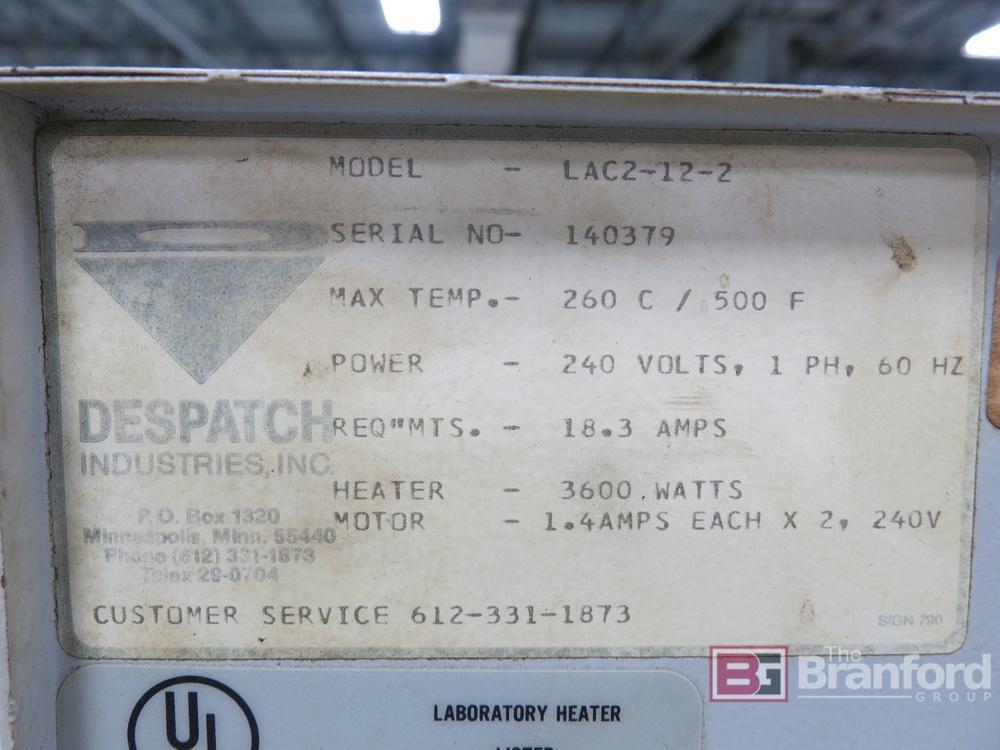 MODEL - LAC2-12-2
SERIAL NO- 140379
MAX TEMP.- 260 C / 500 F
POWER - 240 VOLTS, 1 PH, 60 HZ
DESPATCH
INDUSTRIES, INC.
REQ"MTS. - 18.3 AMPS
HEATER - 3600 WATTS
MOTOR - 1.4AMPS EACH X 2, 240V
P.O. Box 1320
Minneapolis, Minn. 55440
Phone (612) 331-1873
Telex 29-0704
CUSTOMER SERVICE 612-331-1873
SIGN 790
BG The Branford GROUP
UL
LABORATORY HEATER
LISTED